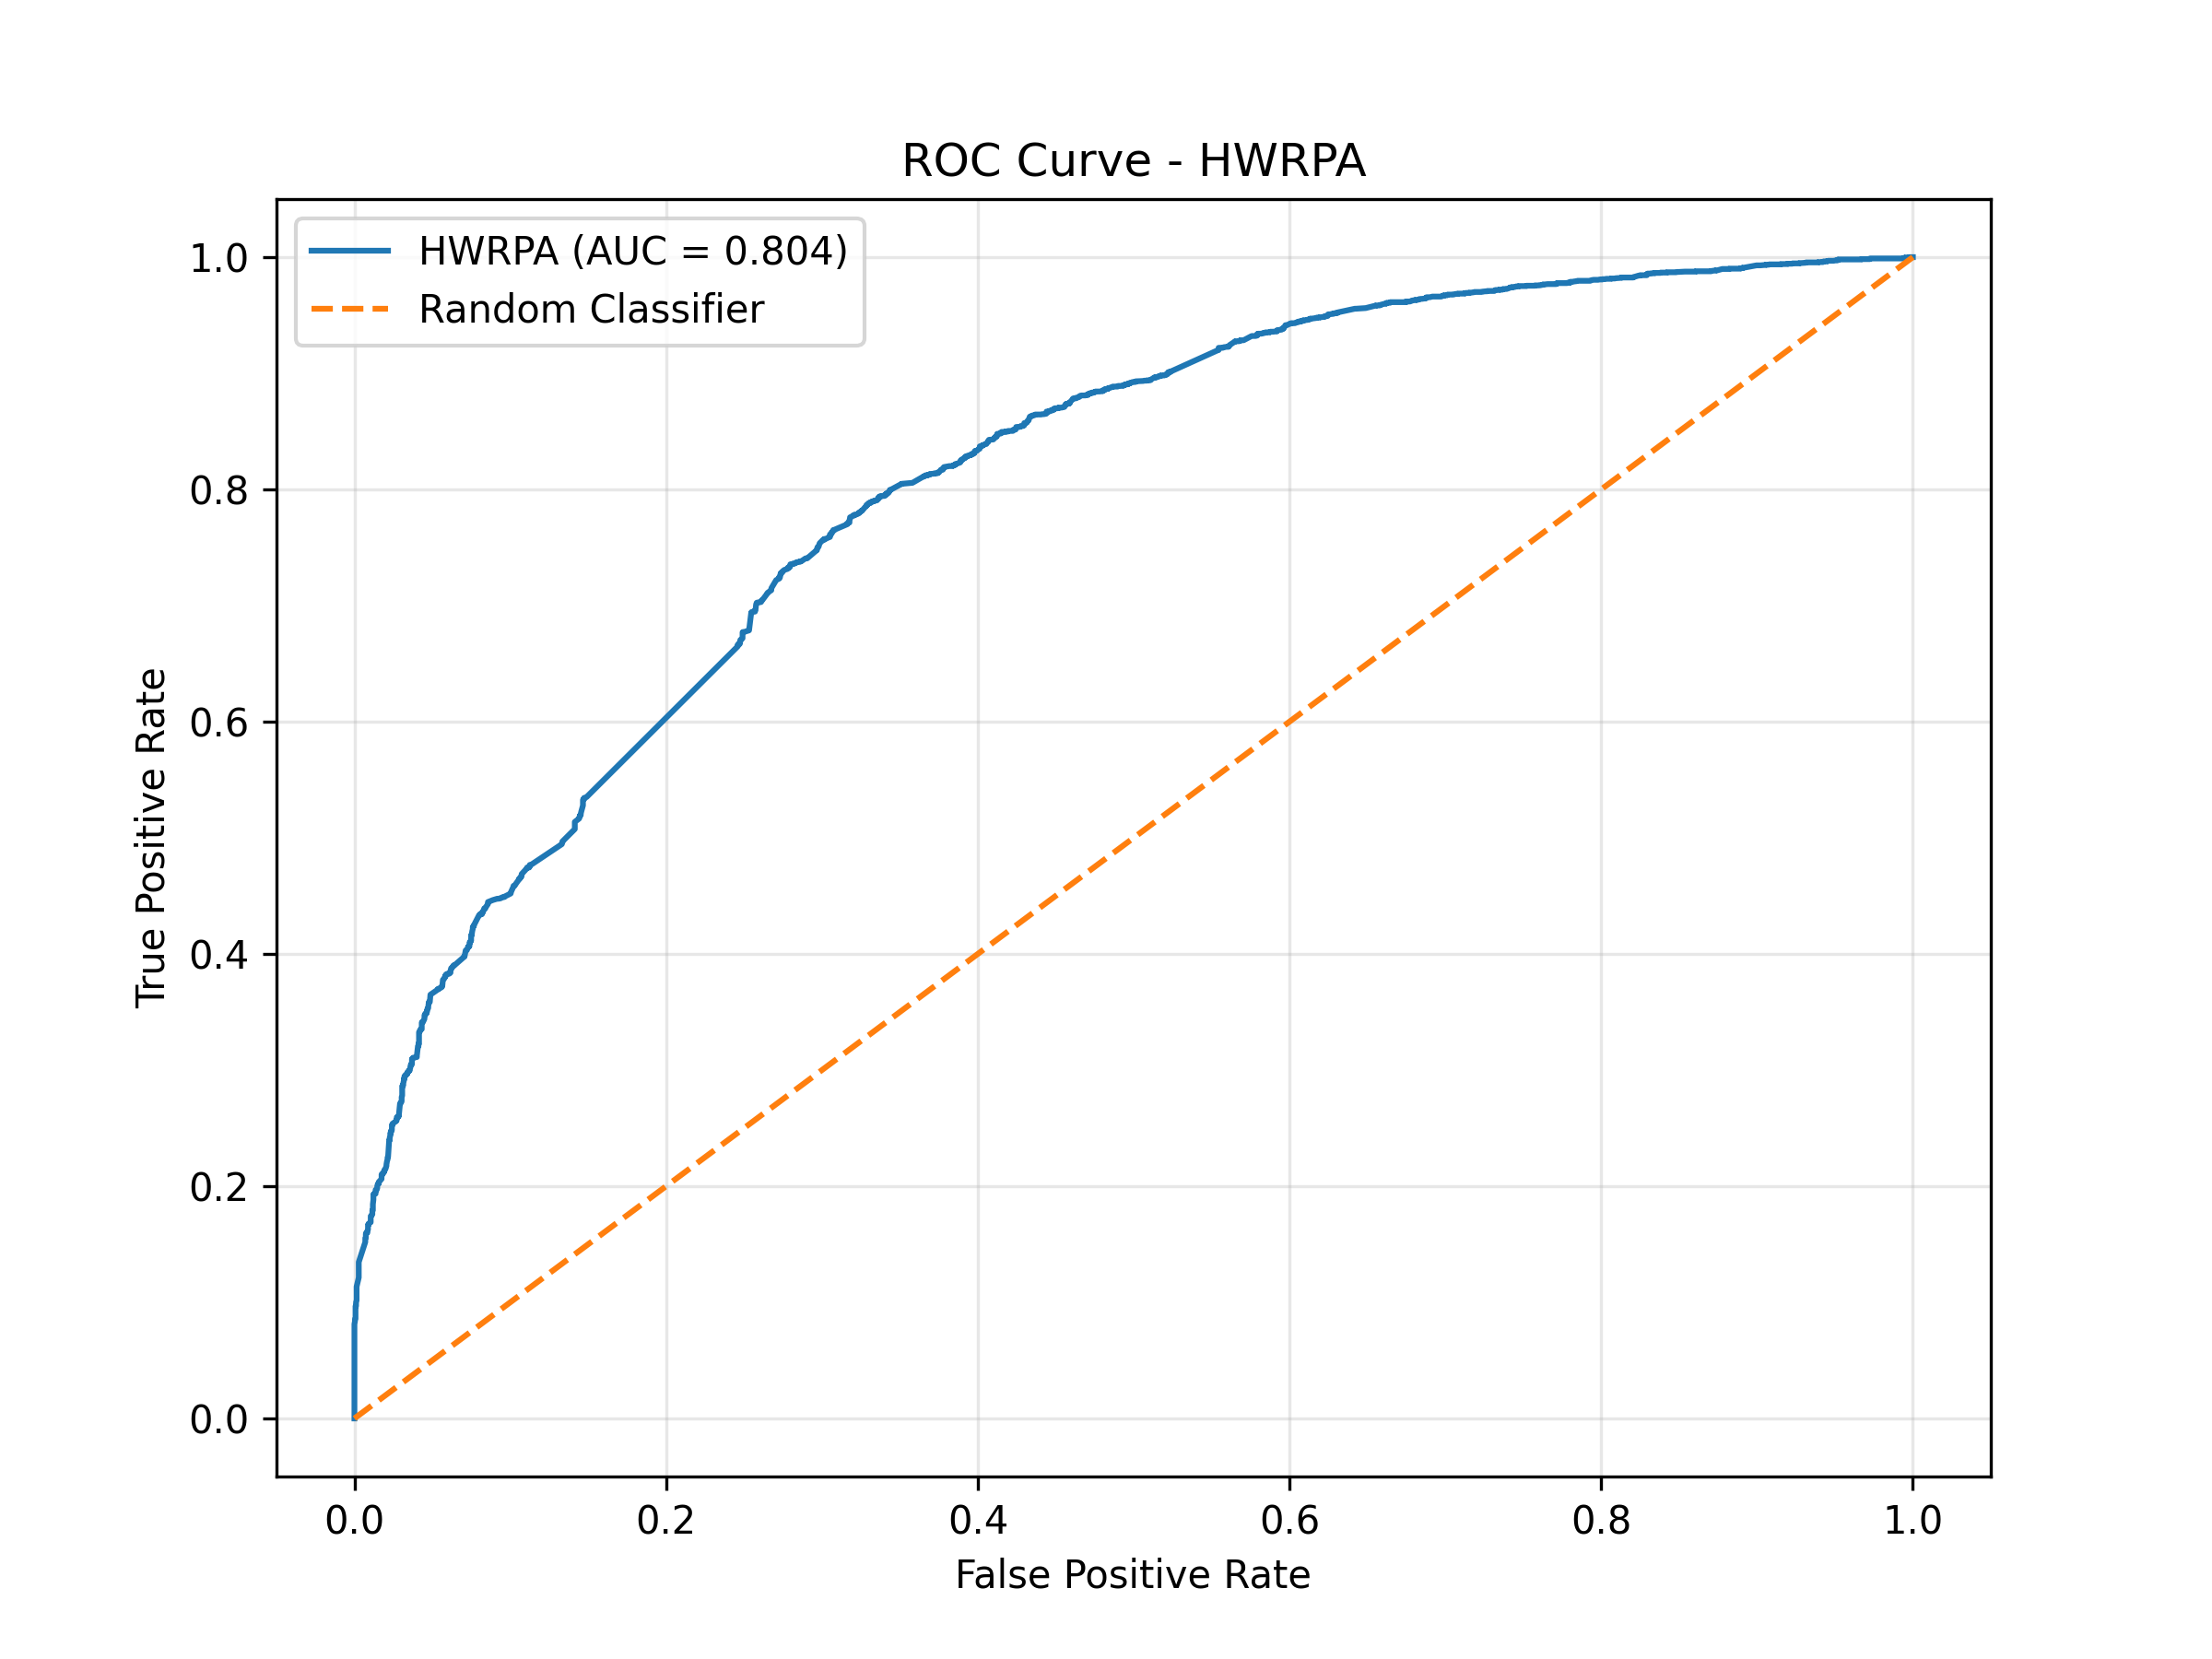 ROC Curve - HWRPA
HWRPA (AUC = 0.804)
Random Classifier
True Positive Rate
1.0
0.8
0.6
0.4
0.2
0.0
0.0 0.2 0.4 0.6 0.8 1.0
False Positive Rate